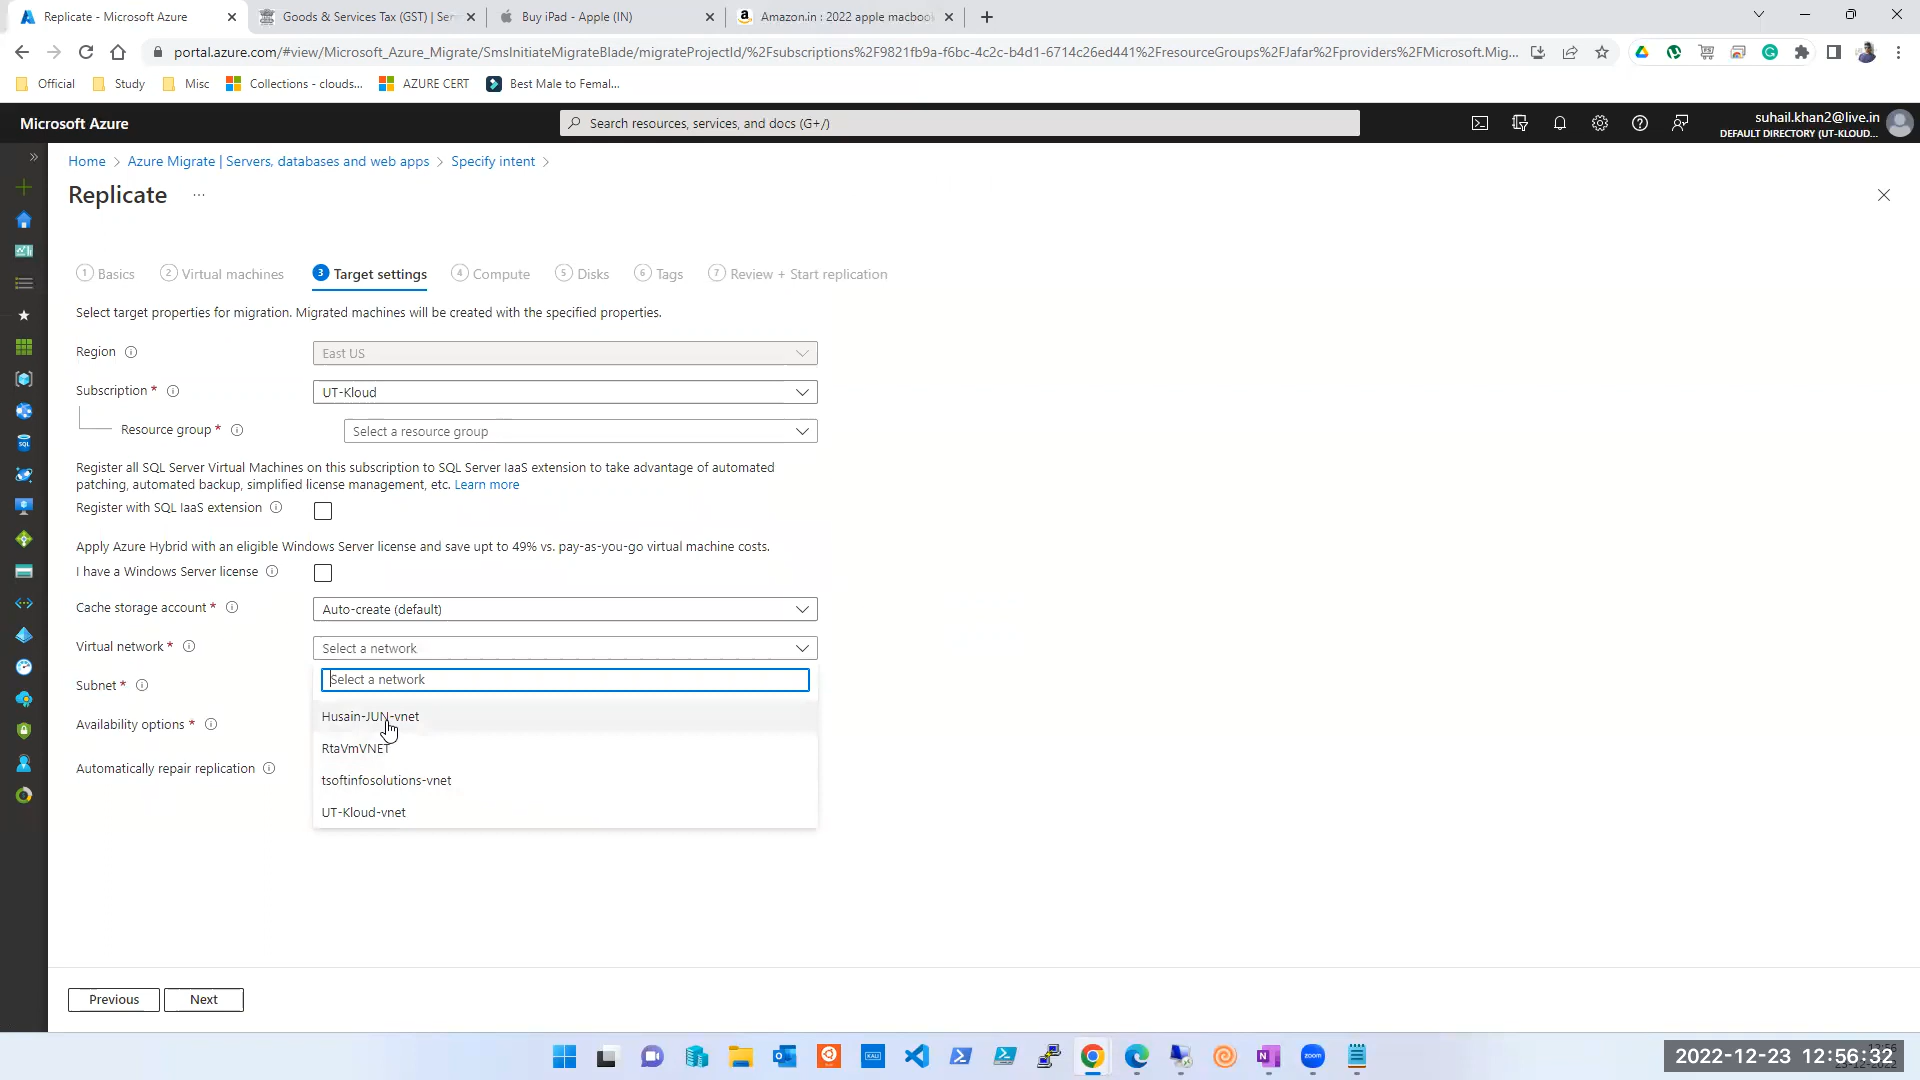 Replicate - Microsoft Azure
Goods & Services Tax (GST) | Ser
Buy iPad - Apple (IN)
Amazon.in : 2022 apple macbook
portal.azure.com/#view/Microsoft_Azure_Migrate/SmsInitiateMigrateBlade/migrateProjectId/%2Fsubscriptions%2F9821fb9a-f6bc-4c2c-b4d1-6714c26ed441%2FresourceGroups%2FJafar%2Fproviders%2FMicrosoft.Mig...
Official
Study
Misc
Collections - clouds...
AZURE CERT
Best Male to Femal...
Microsoft Azure
Search resources, services, and docs (G+/)
suhail.khan2@live.in
DEFAULT DIRECTORY (UT-KLOUD...
Home > Azure Migrate | Servers, databases and web apps > Specify intent >
Replicate ...
1 Basics
2 Virtual machines
3 Target settings
4 Compute
5 Disks
6 Tags
7 Review + Start replication
Select target properties for migration. Migrated machines will be created with the specified properties.
Region
East US
Subscription *
UT-Kloud
Resource group *
Select a resource group
Register all SQL Server Virtual Machines on this subscription to SQL Server IaaS extension to take advantage of automated
patching, automated backup, simplified license management, etc. Learn more
Register with SQL IaaS extension
Apply Azure Hybrid with an eligible Windows Server license and save upt to 49% vs. pay-as-you-go virtual machine costs.
I have a Windows Server license
Cache storage account *
Auto-create (default)
Virtual network *
Select a network
Select a network
Subnet *
Husain-JUN-vnet
Availability options *
RtaVmVNET
Automatically repair replication
tsoftinfosolutions-vnet
UT-Kloud-vnet
Previous
Next
2022-12-23 12:56:32